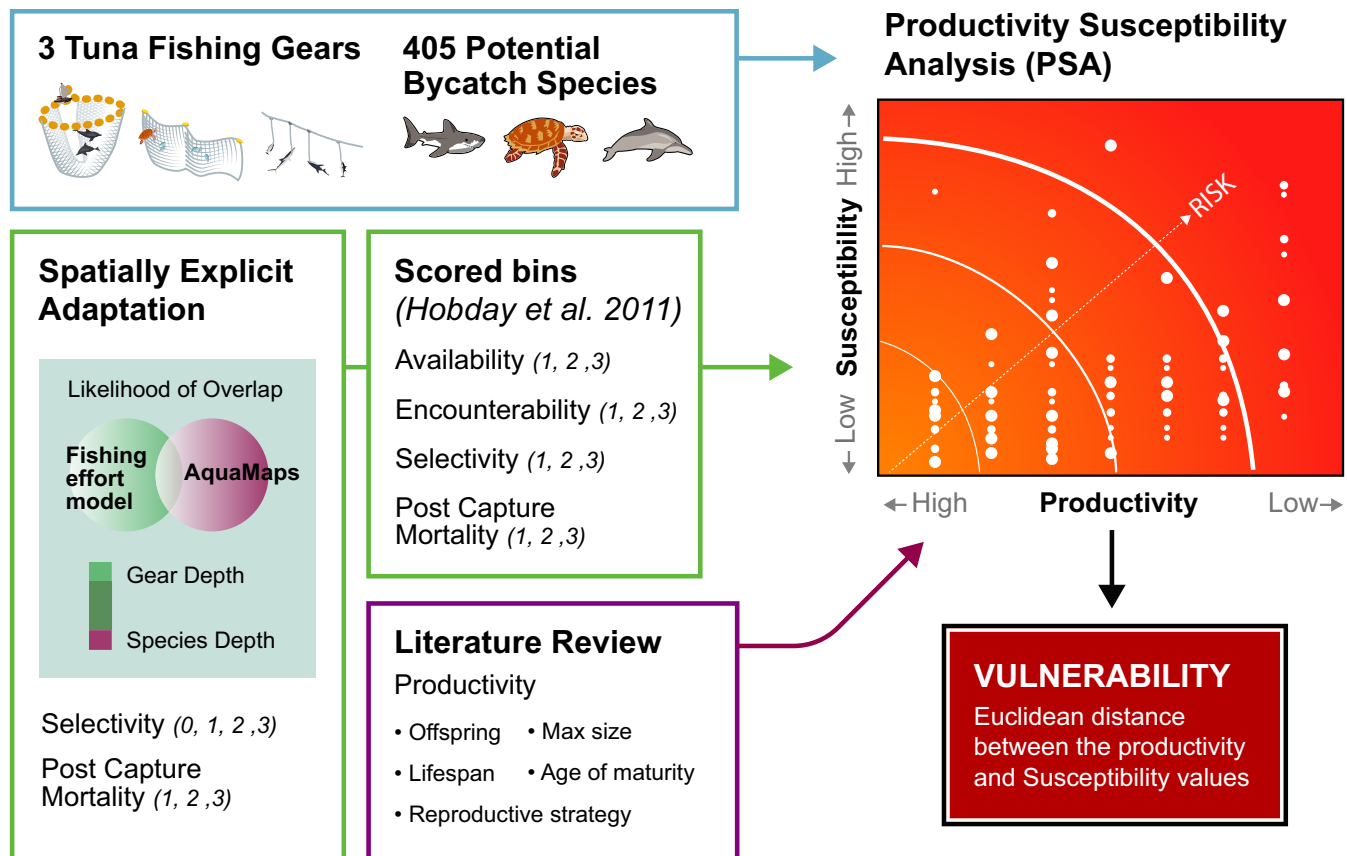 3 Tuna Fishing Gears
405 Potential
Bycatch Species
Productivity Susceptibility
Analysis (PSA)
Spatially Explicit
Adaptation
Likelihood of Overlap
Fishing
effort
model
AquaMaps
Gear Depth
Species Depth
Selectivity (0, 1, 2 ,3)
Post Capture
Mortality (1, 2 ,3)
Scored bins
(Hobday et al. 2011)
Availability (1, 2 ,3)
Encounterability (1, 2 ,3)
Selectivity (1, 2 ,3)
Post Capture
Mortality (1, 2 ,3)
Literature Review
Productivity
• Offspring • Max size
• Lifespan • Age of maturity
• Reproductive strategy
←Low Susceptibility High→
RISK
←High Productivity Low→
VULNERABILITY
Euclidean distance
between the productivity
and Susceptibility values